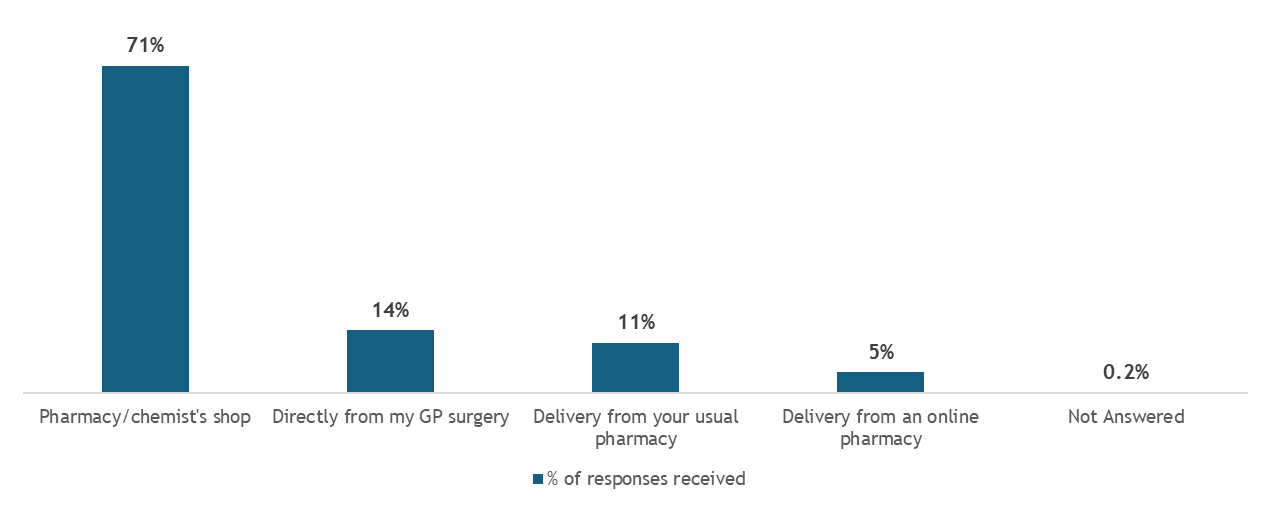 71%
14%
11%
5%
0.2%
Pharmacy/chemist's shop
Directly from my GP surgery
Delivery from your usual
pharmacy
Delivery from an online
pharmacy
Not Answered
% of responses received